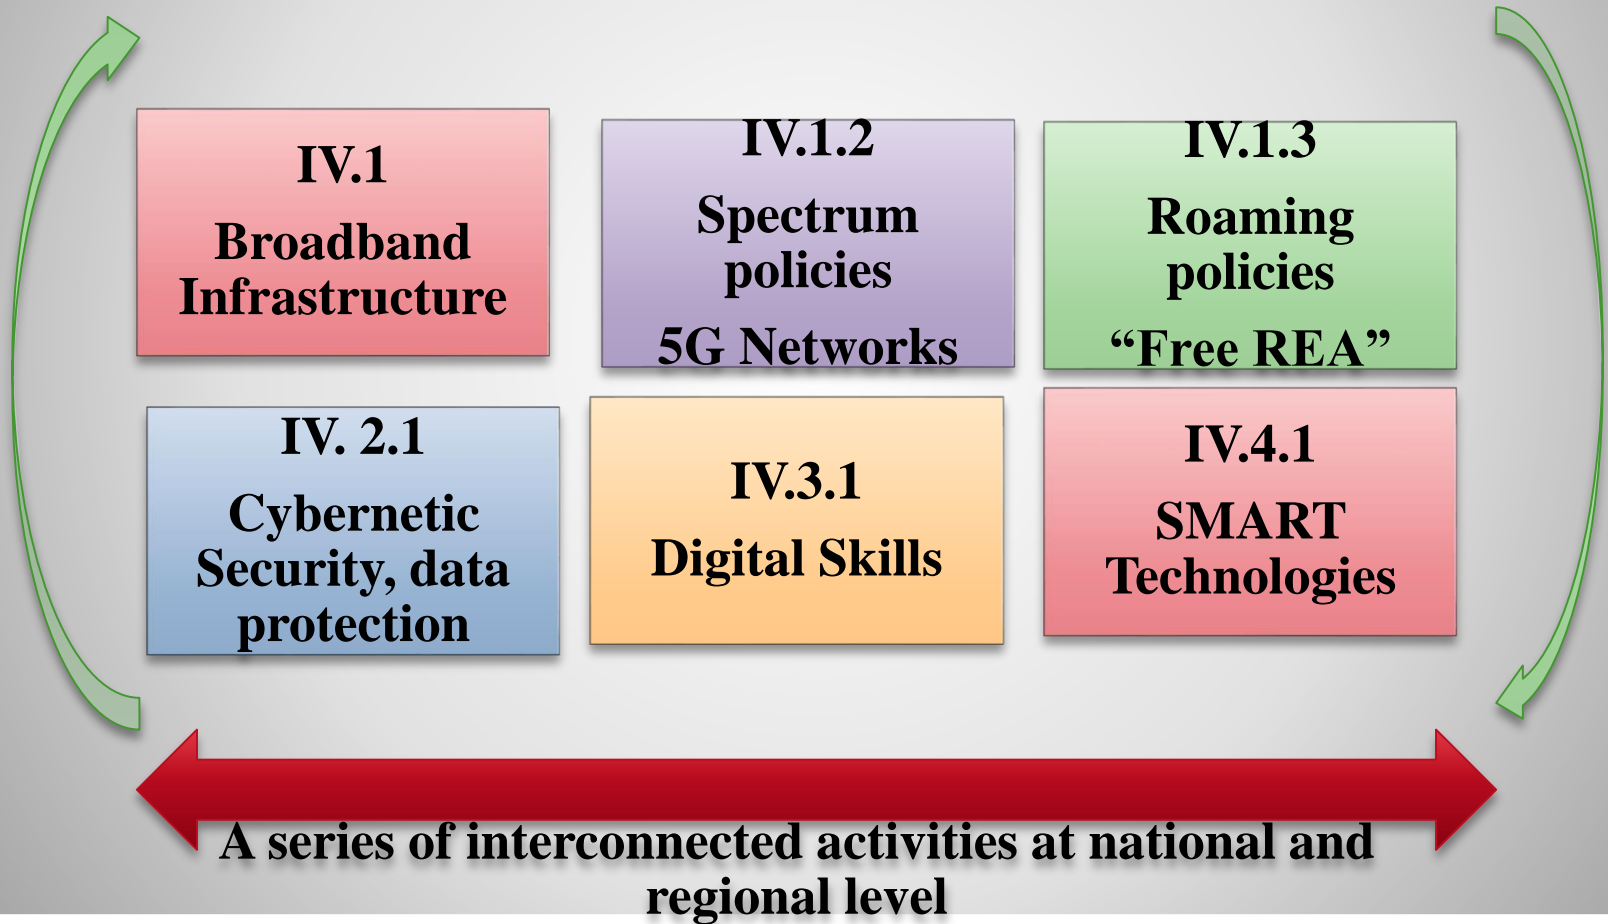 IV.1
Broadband
Infrastructure
IV.1.2
Spectrum
policies
5G Networks
IV.1.3
Roaming
policies
“Free REA”
IV. 2.1
Cybernetic
Security, data
protection
IV.3.1
Digital Skills
IV.4.1
SMART
Technologies
A series of interconnected activities at national and
regional level